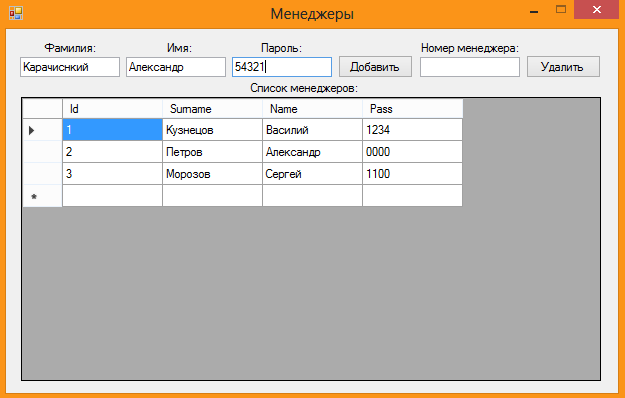 Менеджеры
Фамилия: Имя: Пароль: Номер менеджера:
Карачиснкий Александр 54321 Добавить Удалить
Список менеджеров:
Id Surname Name Pass
1 Кузнецов Василий 1234
2 Петров Александр 0000
3 Морозов Сергей 1100